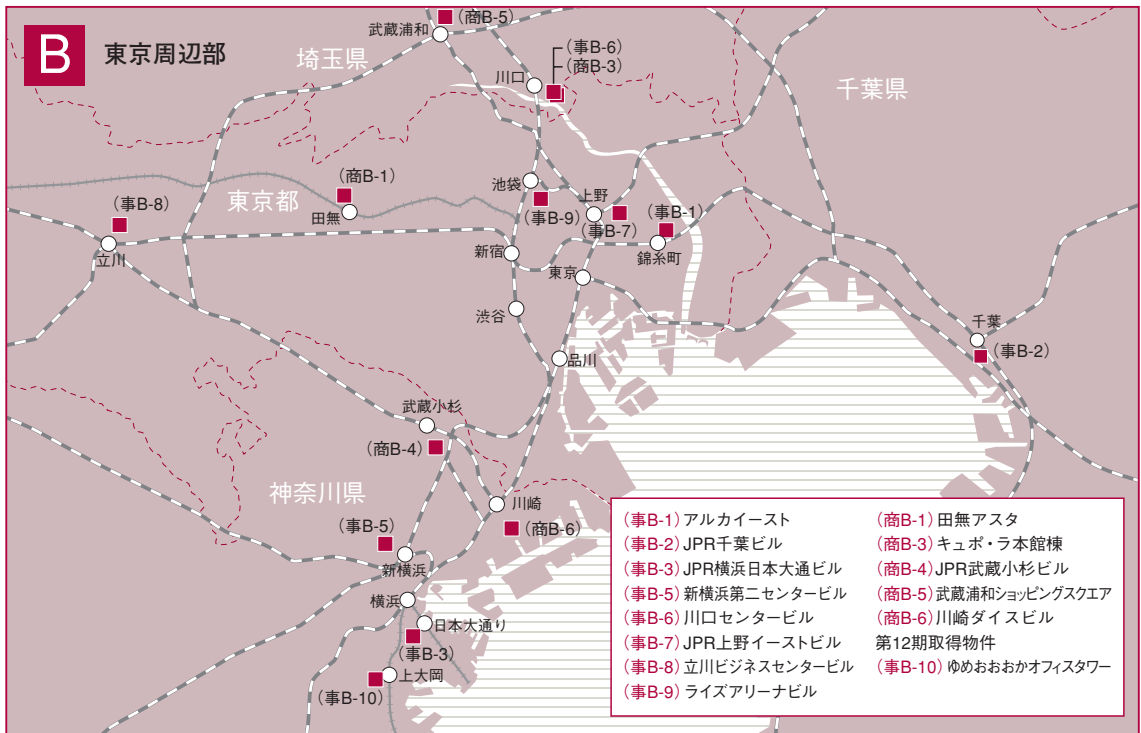 B 東京周辺部
(商B-5)
武蔵浦和
埼玉県
(事B-6)
(商B-3)
川口
千葉県
(商B-1)
東京都
田無
池袋
(事B-9)
上野
(事B-7)
(事B-1)
錦糸町
(事B-8)
立川
新宿
東京
渋谷
品川
千葉
(事B-2)
武蔵小杉
(商B-4)
神奈川県
川崎
(商B-6)
(事B-5)
新横浜
横浜
日本大通り
(事B-3)
上大岡
(事B-10)
(事B-1)アルカイースト
(事B-2)JPR千葉ビル
(事B-3)JPR横浜日本大通ビル
(事B-5)新横浜第二センタービル
(事B-6)川口センタービル
(事B-7)JPR上野イーストビル
(事B-8)立川ビジネスセンタービル
(事B-9)ライズアリーナビル
(商B-1)田無アスタ
(商B-3)キュポ・ラ本館棟
(商B-4)JPR武蔵小杉ビル
(商B-5)武蔵浦和ショッピングスクエア
(商B-6)川崎ダイスビル
第12期取得物件
(事B-10)ゆめおおおかオフィスタワー